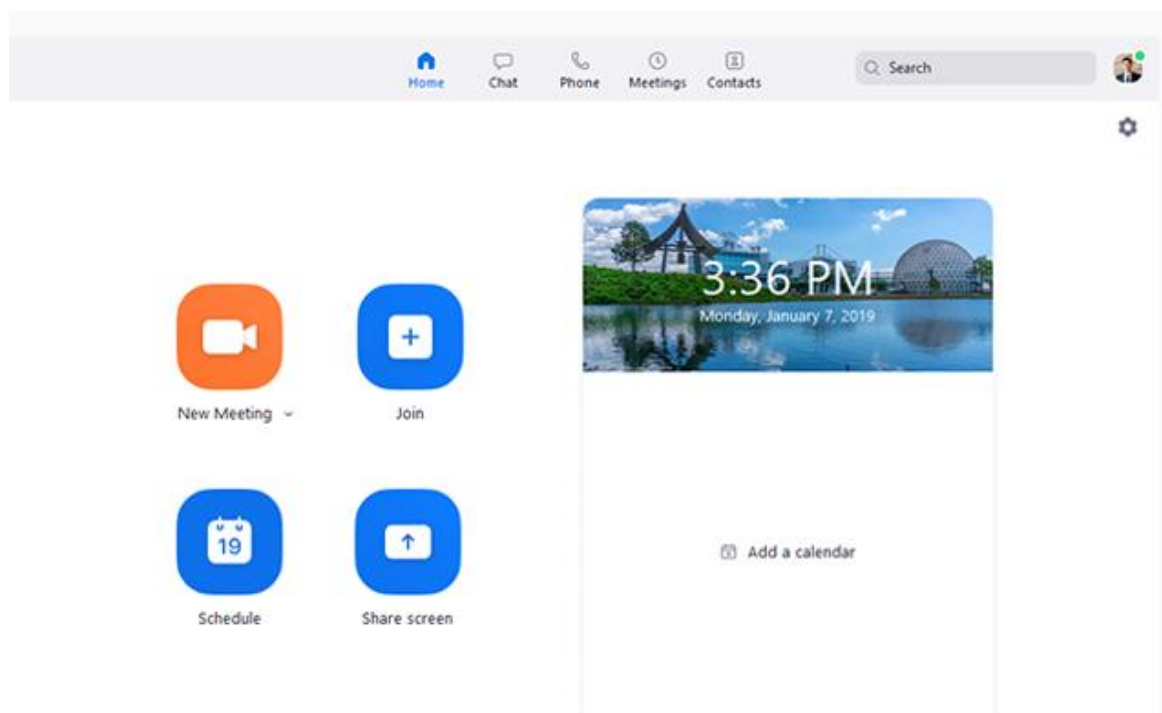 Home Chat Phone Meetings Contacts Search
3:36 PM
Monday, January 7, 2019
New Meeting Join
19
Schedule Share screen
Add a calendar